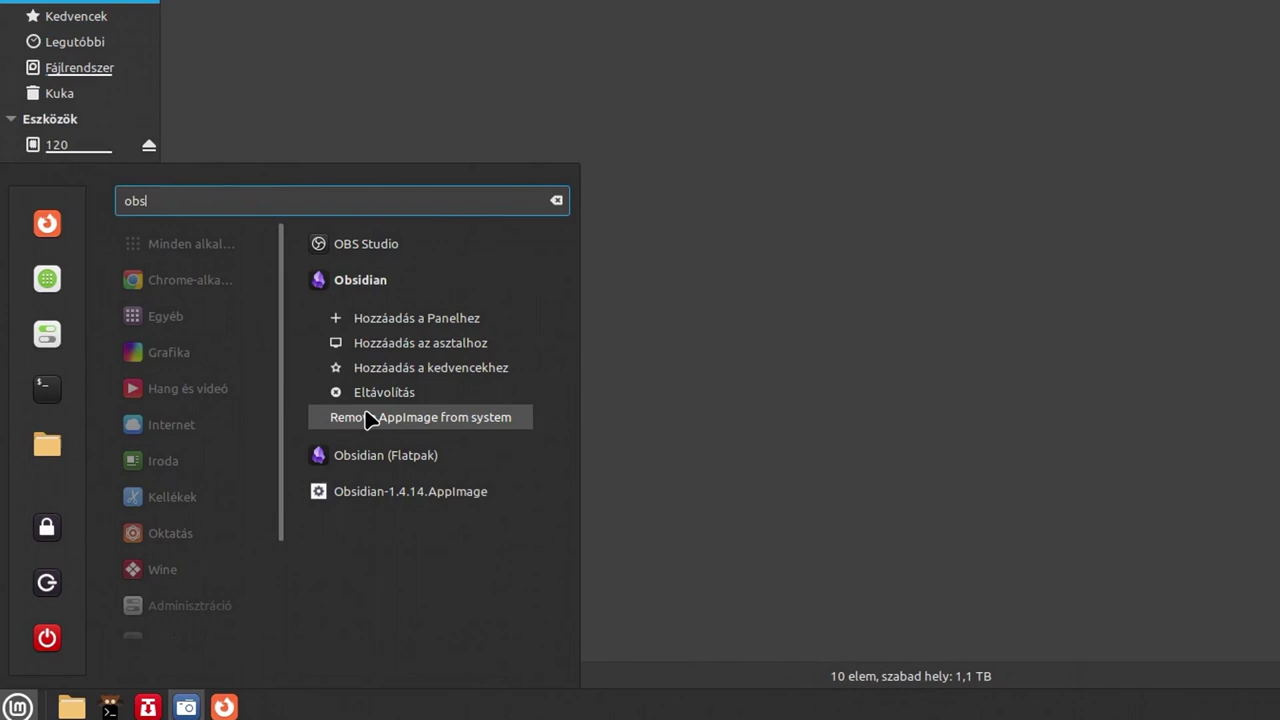 Kedvencek
Legutóbbi
Fájlrendszer
Kuka
Eszközök
120
obs
Minden alkal...
Chrome-alka...
Egyéb
Grafika
Hang és videó
Internet
Iroda
Kellékek
Oktatás
Wine
Adminisztráció
OBS Studio
Obsidian
Hozzáadás a Panelhez
Hozzáadás az asztalhoz
Hozzáadás a kedvencekhez
Eltávolítás
Remove AppImage from system
Obsidian (Flatpak)
Obsidian-1.4.14.AppImage
10 elem, szabad hely: 1,1 TB